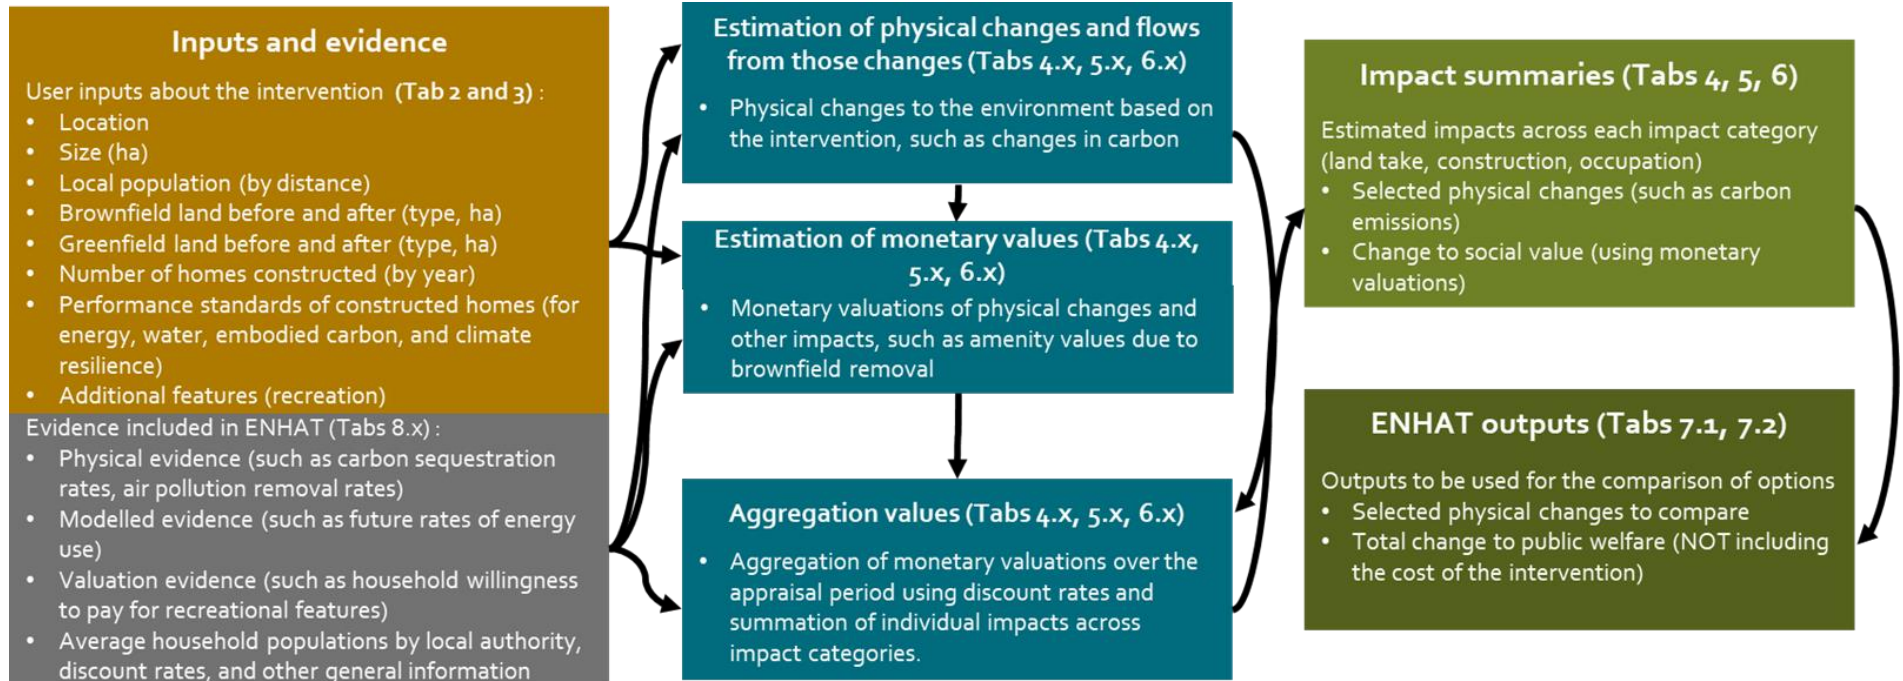 Inputs and evidence
User inputs about the intervention (Tab 2 and 3) :
• Location
• Size (ha)
• Local population (by distance)
• Brownfield land before and after (type, ha)
• Greenfield land before and after (type, ha)
• Number of homes constructed (by year)
• Performance standards of constructed homes (for
energy, water, embodied carbon, and climate
resilience)
• Additional features (recreation)
Evidence included in ENHAT (Tabs 8.x) :
• Physical evidence (such as carbon sequestration
rates, air pollution removal rates)
• Modelled evidence (such as future rates of energy
use)
• Valuation evidence (such as household willingness
to pay for recreational features)
• Average household populations by local authority,
discount rates, and other general information
Estimation of physical changes and flows
from those changes (Tabs 4.x, 5.x, 6.x)
• Physical changes to the environment based on
the intervention, such as changes in carbon
Estimation of monetary values (Tabs 4.x,
5.x, 6.x)
• Monetary valuations of physical changes and
other impacts, such as amenity values due to
brownfield removal
Aggregation values (Tabs 4.x, 5.x, 6.x)
• Aggregation of monetary valuations over the
appraisal period using discount rates and
summation of individual impacts across
impact categories.
Impact summaries (Tabs 4, 5, 6)
Estimated impacts across each impact category
(land take, construction, occupation)
• Selected physical changes (such as carbon
emissions)
• Change to social value (using monetary
valuations)
ENHAT outputs (Tabs 7.1, 7.2)
Outputs to be used for the comparison of options
• Selected physical changes to compare
• Total change to public welfare (NOT including
the cost of the intervention)